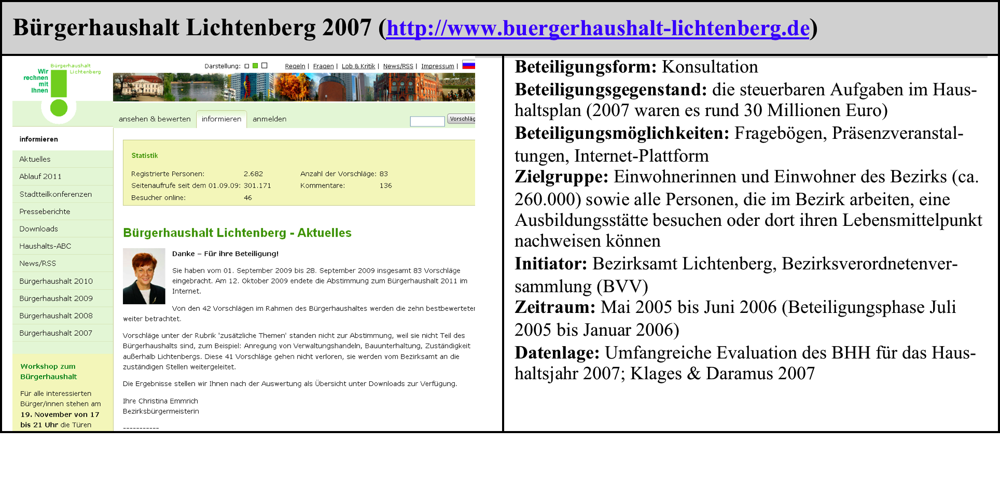 Bürgerhaushalt Lichtenberg 2007 (http://www.buergerhaushalt-lichtenberg.de)
Bürgerhaushalt
Lichtenberg
Wir
rechnen
mit
Ihnen
Darstellung:
Regeln | Fragen | Lob & Kritik | News/RSS | Impressum |
ansehen & bewerten informieren anmelden
Vorschläg
informieren
Aktuelles
Ablauf 2011
Stadtteilkonferenzen
Presseberichte
Downloads
Haushalts-ABC
News/RSS
Bürgerhaushalt 2010
Bürgerhaushalt 2009
Bürgerhaushalt 2008
Bürgerhaushalt 2007
Workshop zum
Bürgerhaushalt
Für alle interessierten
Bürger/innen stehen am
19. November von 17
bis 21 Uhr die Türen
Statistik
Registrierte Personen: 2.682 Anzahl der Vorschläge: 83
Seitenaufrufe seit dem 01.09.09: 301.171 Kommentare: 136
Besucher online: 46
Bürgerhaushalt Lichtenberg - Aktuelles
Danke – Für ihre Beteiligung!
Sie haben vom 01. September 2009 bis 28. September 2009 insgesamt 83 Vorschläge
eingebracht. Am 12. Oktober 2009 endete die Abstimmung zum Bürgerhaushalt 2011 im
Internet.
Von den 42 Vorschlägen im Rahmen des Bürgerhaushaltes werden die zehn bestbewerteten
weiter betrachtet.
Vorschläge unter der Rubrik 'zusätzliche Themen' standen nicht zur Abstimmung, weil sie nicht Teil des
Bürgerhaushalts sind, zum Beispiel: Anregung von Verwaltungshandeln, Bauunterhaltung, Zuständigkeit
außerhalb Lichtenbergs. Diese 41 Vorschläge gehen nicht verloren, sie werden vom Bezirksamt an die
zuständigen Stellen weitergeleitet.
Die Ergebnisse stellen wir Ihnen nach der Auswertung als Übersicht unter Downloads zur Verfügung.
Ihre Christina Emmrich
Bezirksbürgermeisterin
-----------
Beteiligungsform: Konsultation
Beteiligungsgegenstand: die steuerbaren Aufgaben im Haus-
haltsplan (2007 waren es rund 30 Millionen Euro)
Beteiligungsmöglichkeiten: Fragebögen, Präsenzveranstal-
tungen, Internet-Plattform
Zielgruppe: Einwohnerinnen und Einwohner des Bezirks (ca.
260.000) sowie alle Personen, die im Bezirk arbeiten, eine
Ausbildungsstätte besuchen oder dort ihren Lebensmittelpunkt
nachweisen können
Initiator: Bezirksamt Lichtenberg, Bezirksverordnetenver-
sammlung (BVV)
Zeitraum: Mai 2005 bis Juni 2006 (Beteiligungsphase Juli
2005 bis Januar 2006)
Datenlage: Umfangreiche Evaluation des BHH für das Haus-
haltsjahr 2007; Klages & Daramus 2007